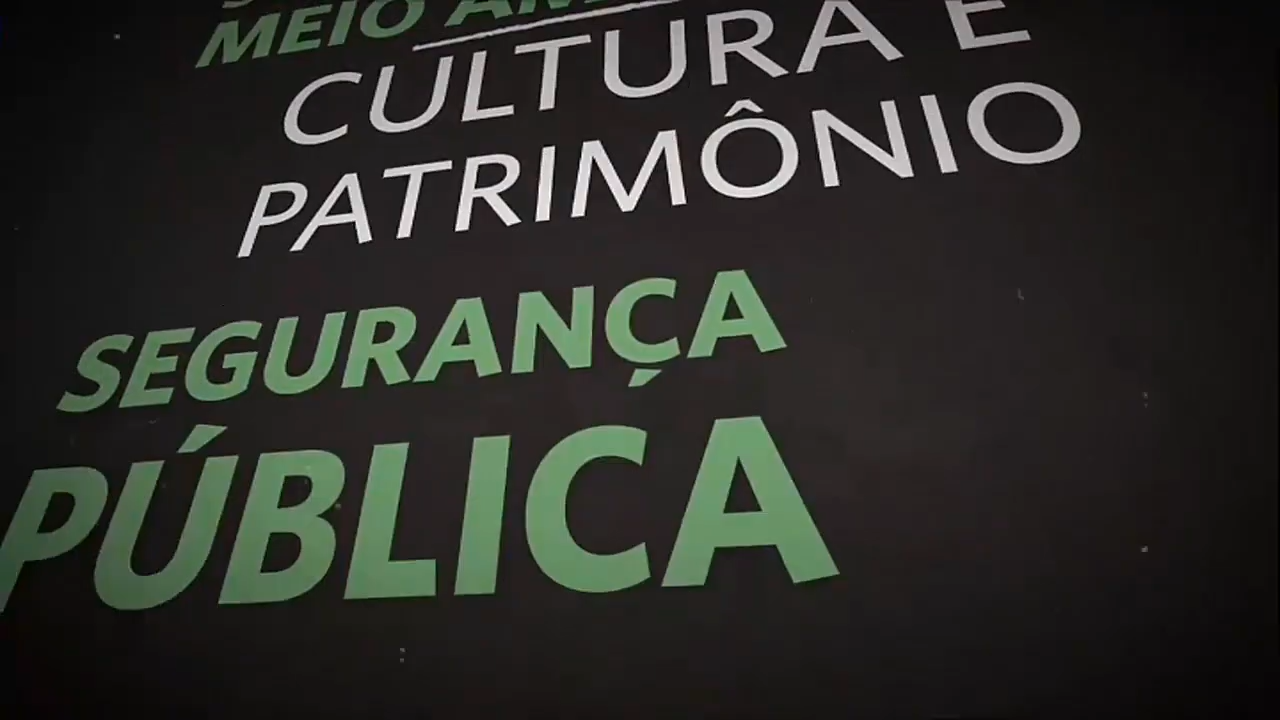 MEIO
CULTURA E
PATRIMÔNIO
SEGURANÇA
PÚBLICA